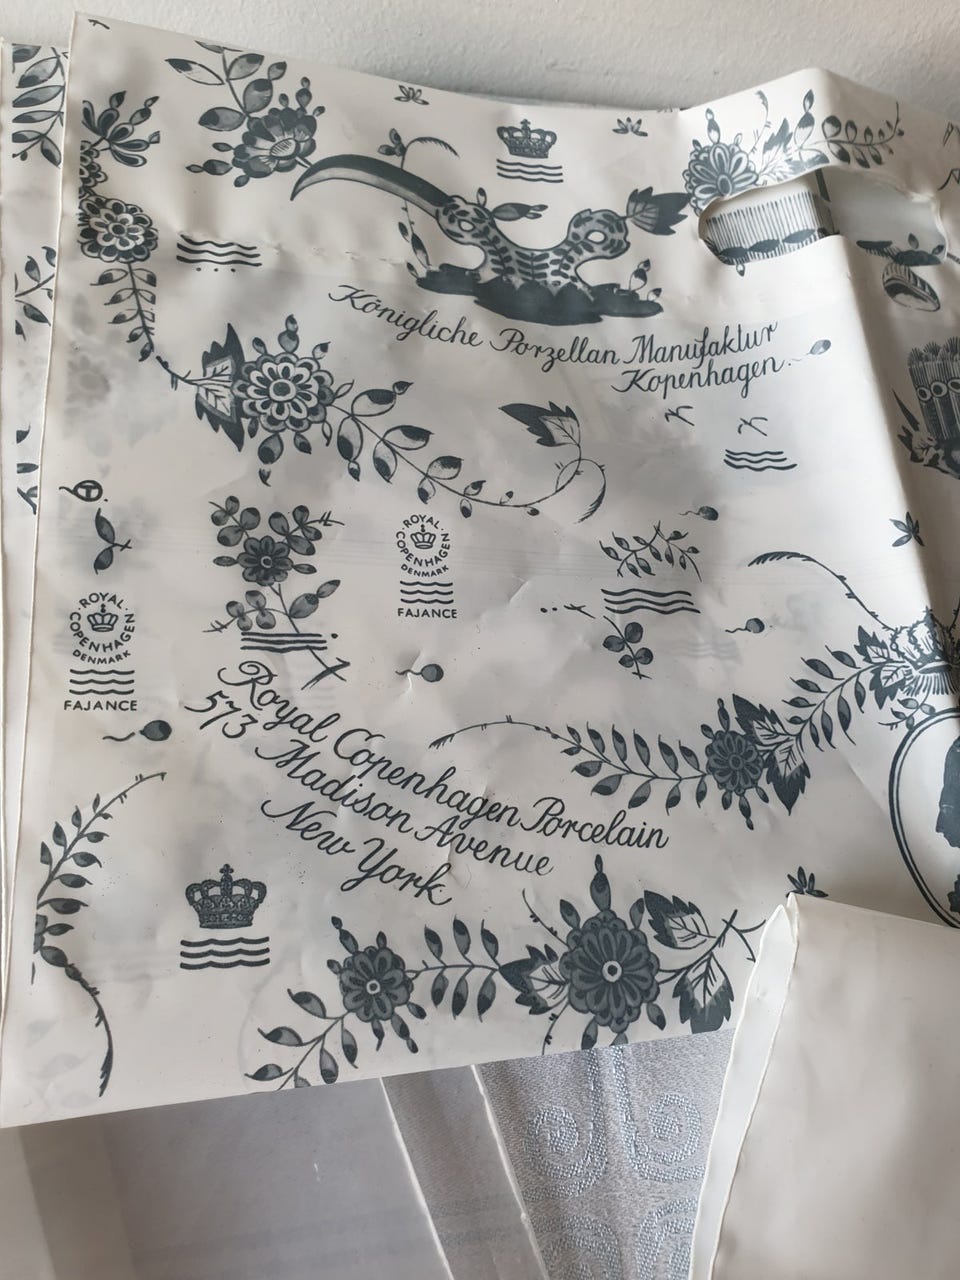 Königliche Porzellan Manufaktur
Kopenhagen
ROYAL
COPENHAGEN
DENMARK
FAJANCE
ROYAL
COPENHAGEN
DENMARK
FAJANCE
Royal Copenhagen Porcelain
573 Madison Avenue
New York